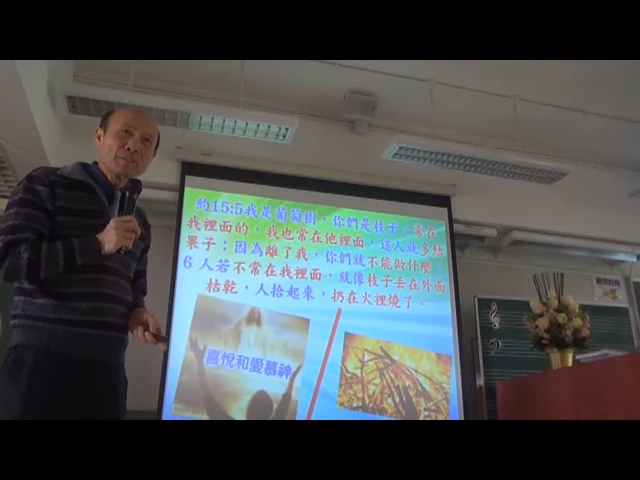 約15:5我是葡萄樹，你們是枝子。常在
我裡面的，我也常在他裡面，這人就多結
果子；因為離了我，你們就不能做什麼
6 人若不常在我裡面，就像枝子丟在外面
枯乾，人拾起來，扔在火裡燒了。
喜悅和愛慕神